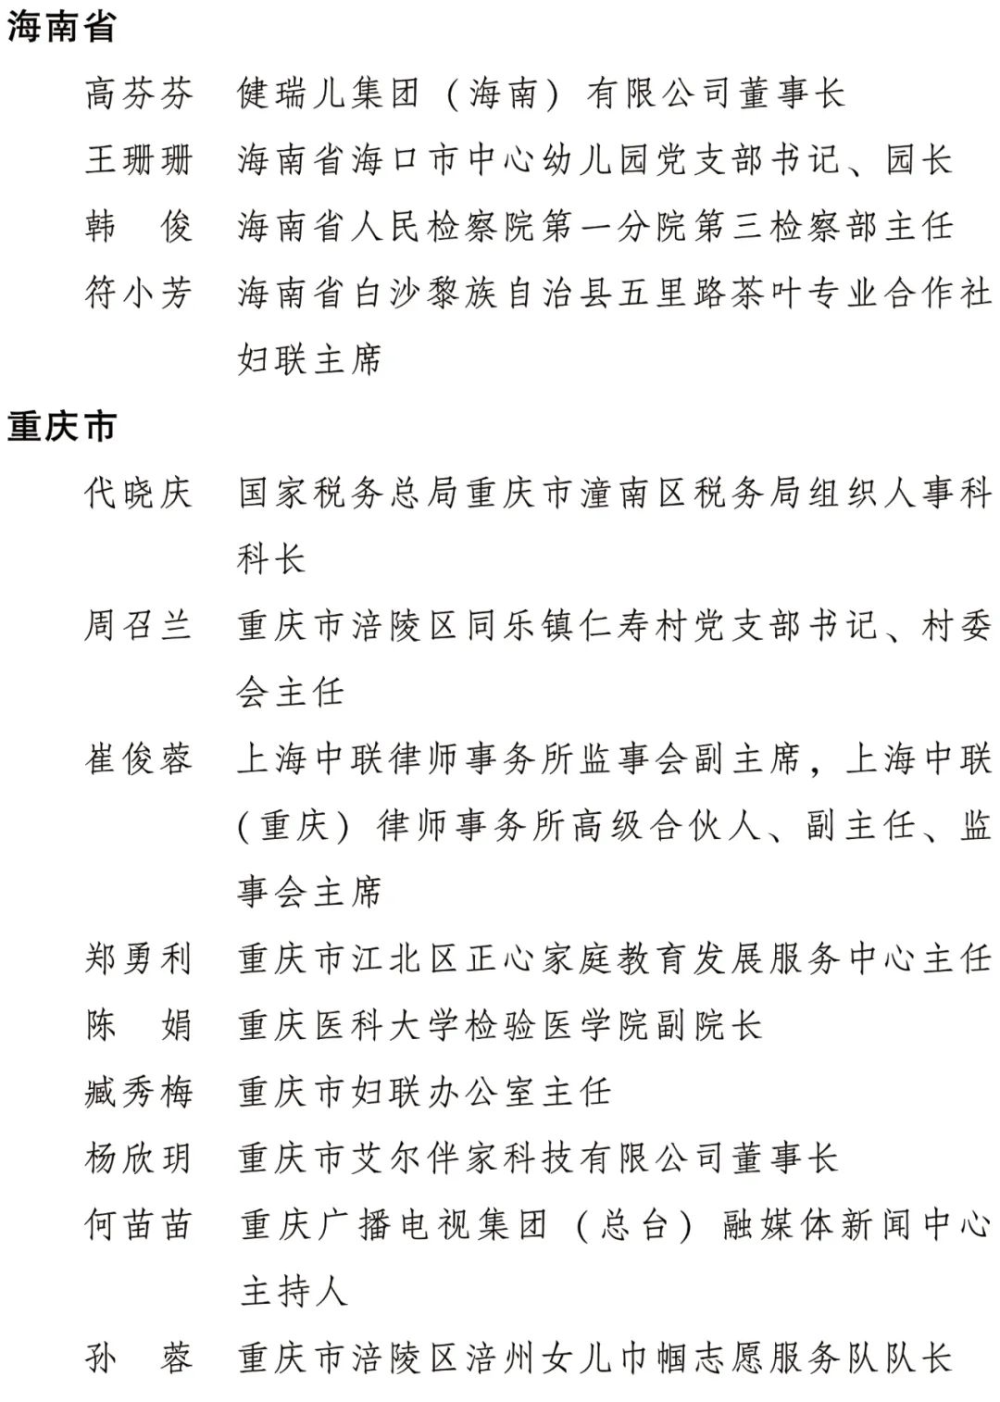 海南省
高芬芬 健瑞儿集团（海南）有限公司董事长
王珊珊 海南省海口市中心幼儿园党支部书记、园长
韩　俊 海南省人民检察院第一分院第三检察部主任
符小芳 海南省白沙黎族自治县五里路茶叶专业合作社
妇联主席
重庆市
代晓庆 国家税务总局重庆市潼南区税务局组织人事科
科长
周召兰 重庆市涪陵区同乐镇仁寿村党支部书记、村委
会主任
崔俊蓉 上海中联律师事务所监事会副主席，上海中联
（重庆）律师事务所高级合伙人、副主任、监
事会主席
郑勇利 重庆市江北区正心家庭教育发展服务中心主任
陈　娟 重庆医科大学检验医学院副院长
臧秀梅 重庆市妇联办公室主任
杨欣玥 重庆市艾尔伴家科技有限公司董事长
何苗苗 重庆广播电视集团（总台）融媒体新闻中心
主持人
孙　蓉 重庆市涪陵区涪州女儿巾帼志愿服务队队长